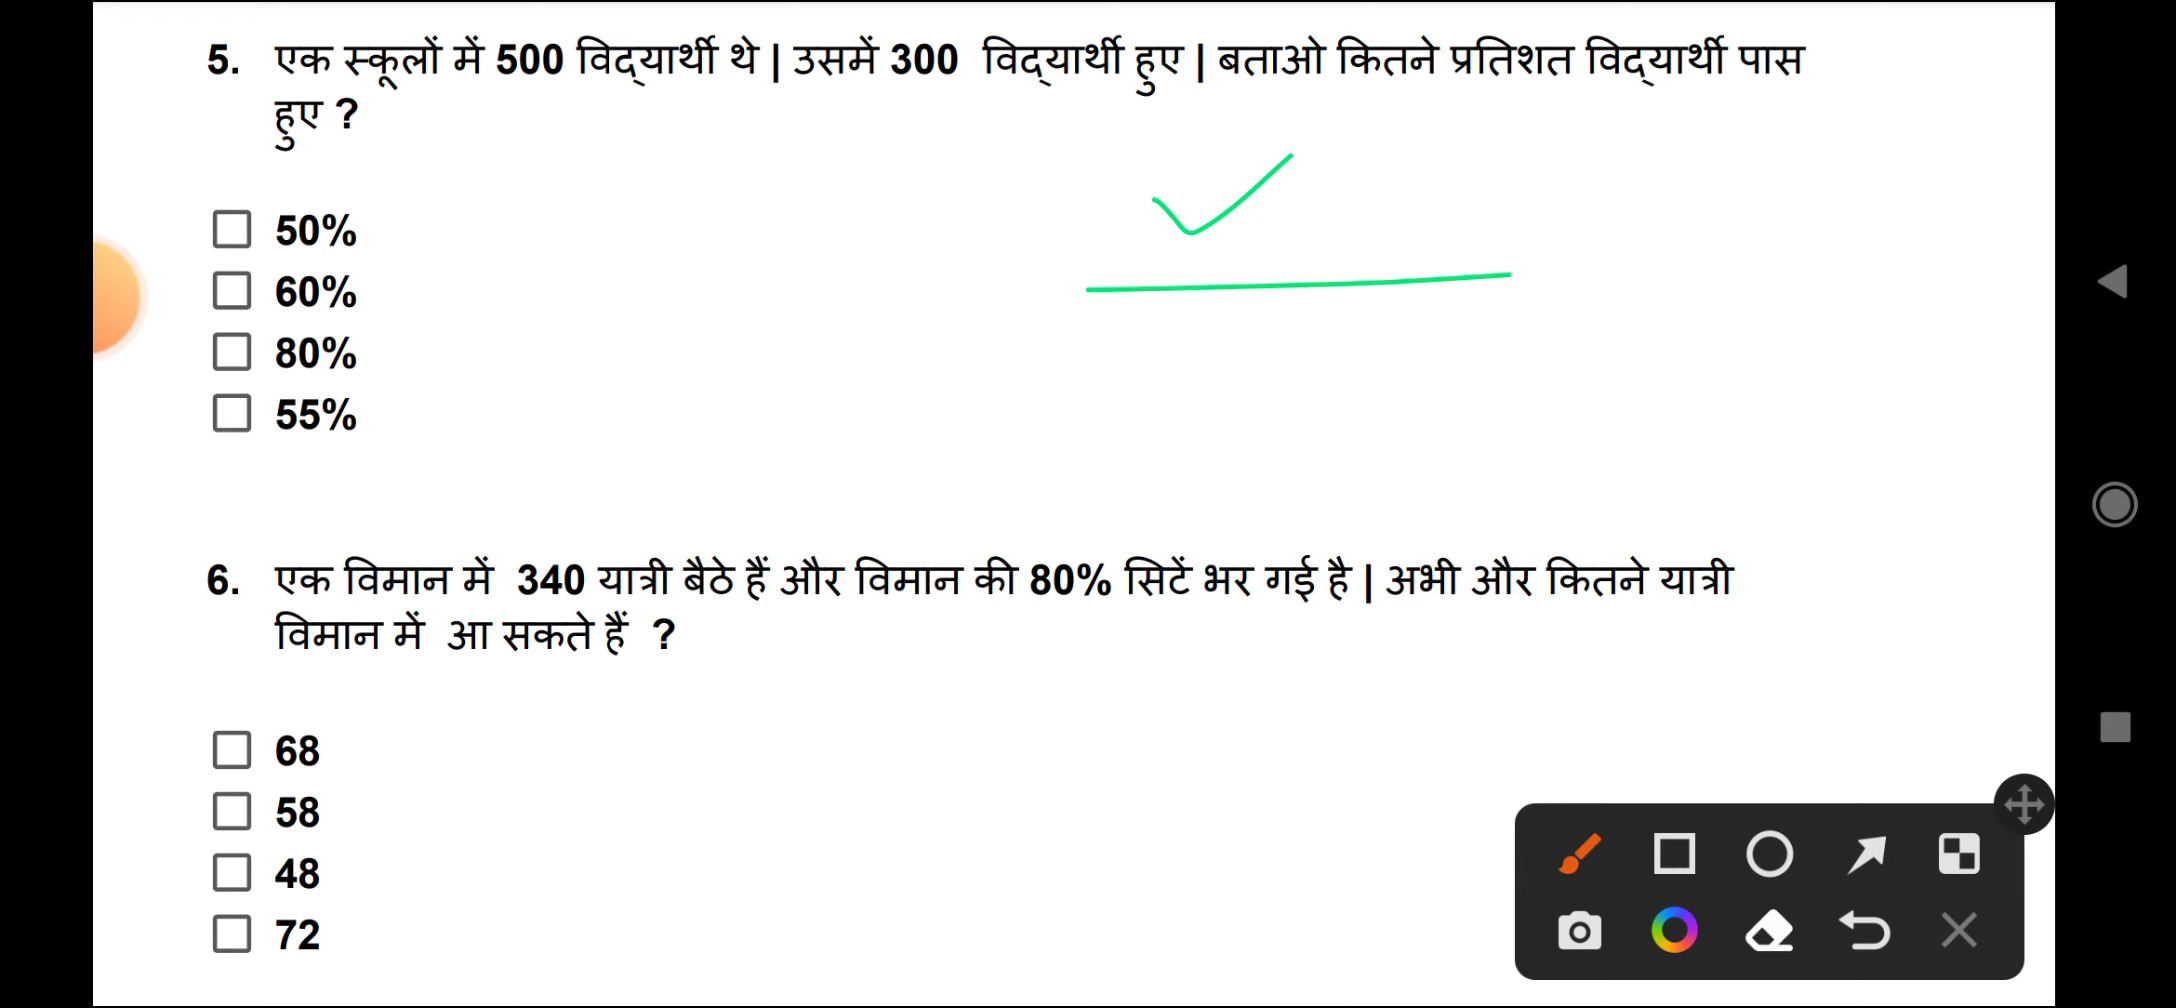 5. एक स्कूलों में 500 विद्यार्थी थे | उसमें 300 विद्यार्थी हुए | बताओ कितने प्रतिशत विद्यार्थी पास
हुए ?
50%
60%
80%
55%
6. एक विमान में 340 यात्री बैठे हैं और विमान की 80% सिटें भर गई है | अभी और कितने यात्री
विमान में आ सकते हैं ?
68
58
48
72